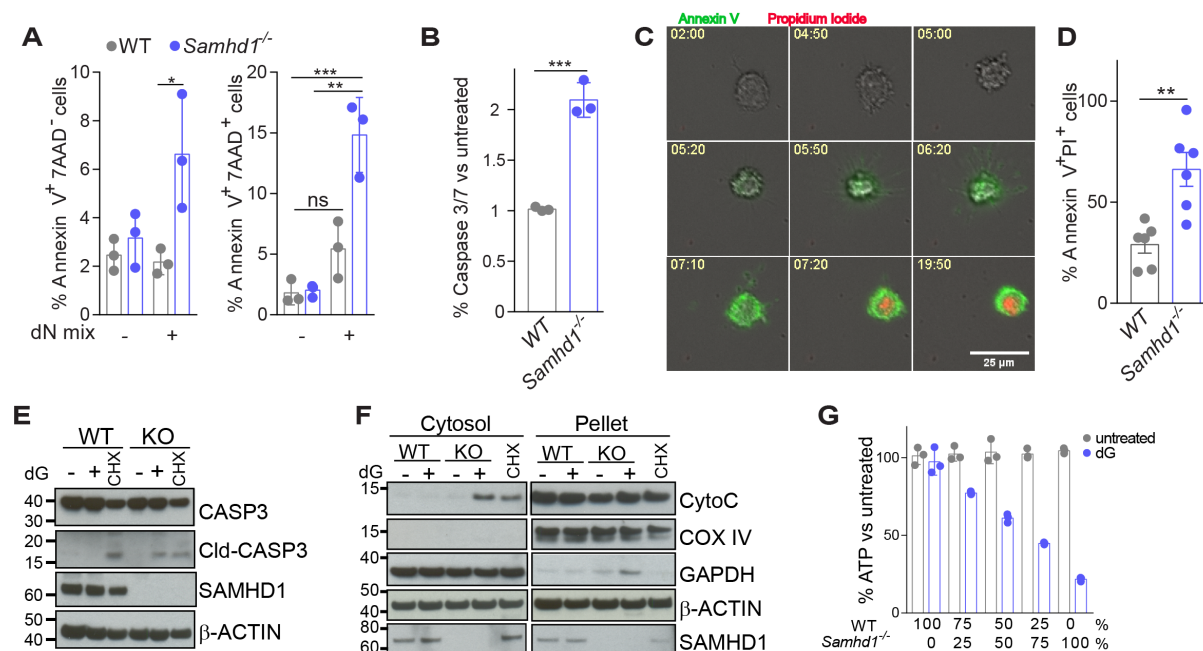 A
WT
Samhd1-/-
% Annexin V+ 7AAD- cells
10
8
6
4
2
0
*
dN mix
-
+
% Annexin V+ 7AAD+ cells
20
15
10
5
0
***
**
ns
-
+
B
% Caspase 3/7 vs untreated
2
1
0
***
WT
Samhd1-/-
C
Annexin V
Propidium Iodide
02:00
04:50
05:00
05:20
05:50
06:20
07:10
07:20
19:50
25 µm
D
% Annexin V+PI+ cells
100
50
0
**
WT
Samhd1-/-
E
WT
KO
dG
-
+
CHX
-
+
CHX
40
30
CASP3
20
15
Cld-CASP3
60
SAMHD1
50
40
β-ACTIN
F
Cytosol
Pellet
WT
KO
CHX
WT
KO
CHX
dG
-
+
-
+
-
+
-
+
15
15
CytoC
15
COX IV
40
40
GAPDH
50
40
50
40
β-ACTIN
80
60
SAMHD1
G
untreated
dG
% ATP vs untreated
100
50
0
WT 100 75 50 25 0 %
Samhd1-/- 0 25 50 75 100 %